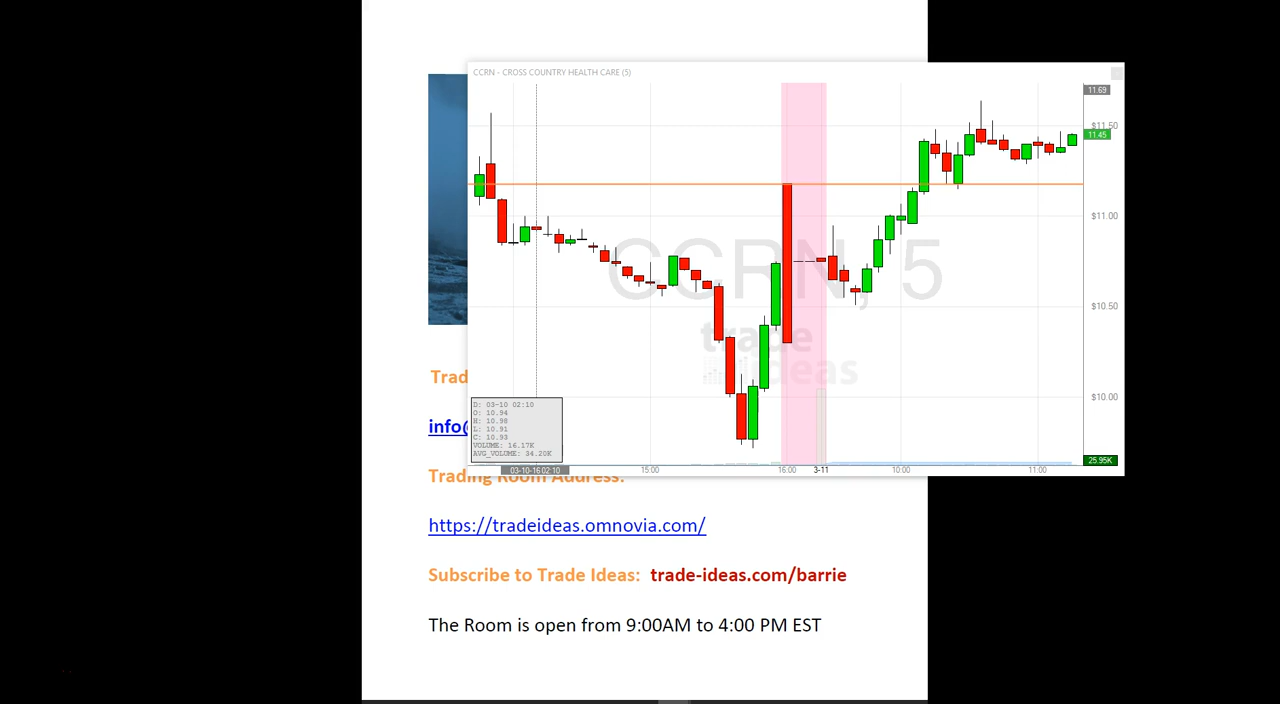 CCRN - CROSS COUNTRY HEALTH CARE (5)
11.69
$11.50
11.45
$11.00
CCRN, 5
$10.50
trade
ideas
$10.00
Trad
D: 03-10 02:10
O: 10.94
H: 10.98
L: 10.91
C: 10.93
VOLUME: 16.17K
AVG_VOLUME: 34.20K
info@
25.95K
03-10-16 02:10
15:00
16:00
3-11
10:00
11:00
Trading Room Address:
https://tradeideas.omnovia.com/
Subscribe to Trade Ideas: trade-ideas.com/barrie
The Room is open from 9:00AM to 4:00 PM EST